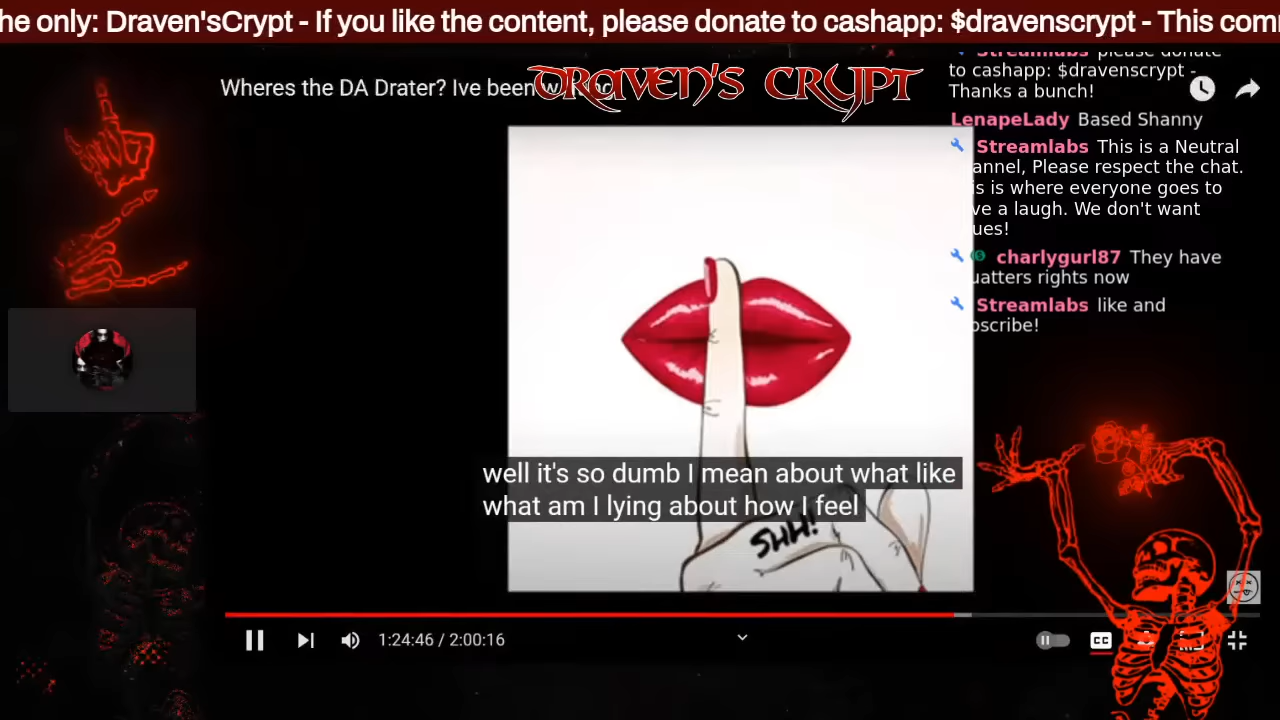 he only: Draven'sCrypt - If you like the content, please donate to cashapp: $dravenscrypt - This com
Wheres the DA Drater? Ive been
DRAVEN'S CRYPT
Streamlabs please donate
to cashapp: $dravenscrypt -
Thanks a bunch!
LenapeLady Based Shanny
Streamlabs This is a Neutral
annel, Please respect the chat.
is is where everyone goes to
ve a laugh. We don't want
ues!
charlygurl87 They have
uatters rights now
Streamlabs like and
bscribe!
well it's so dumb I mean about what like
what am I lying about how I feel
SHH!
1:24:46 / 2:00:16
CC